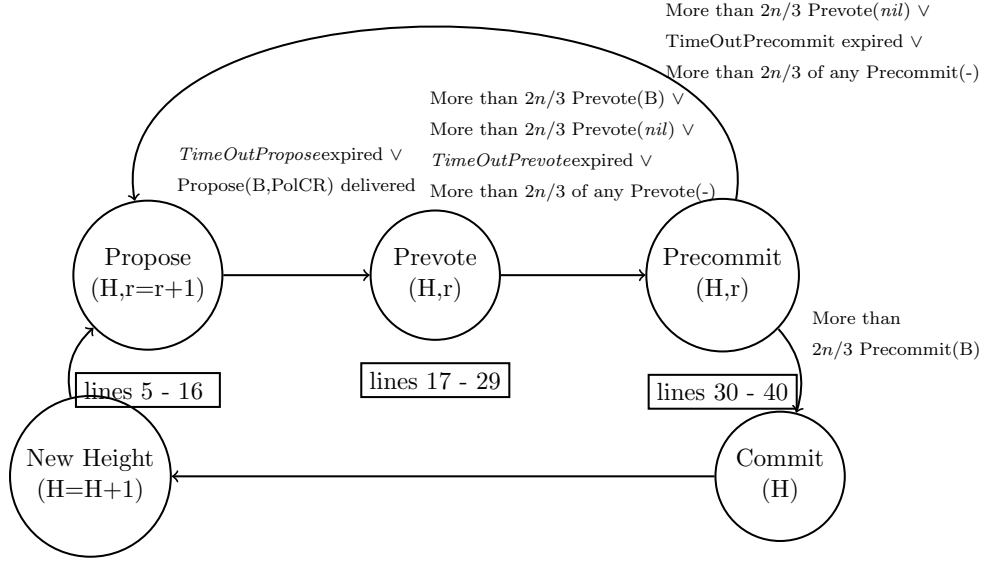 More than 2n/3 Prevote(nil) ∨
TimeOutPrecommit expired ∨
More than 2n/3 of any Precommit(-)
More than 2n/3 Prevote(B) ∨
More than 2n/3 Prevote(nil) ∨
TimeOutPrevoteexpired ∨
More than 2n/3 of any Prevote(-)
TimeOutProposeexpired ∨
Propose(B,PolCR) delivered
Propose
(H,r=r+1)
Prevote
(H,r)
Precommit
(H,r)
More than
2n/3 Precommit(B)
lines 5 - 16
lines 17 - 29
lines 30 - 40
New Height
(H=H+1)
Commit
(H)